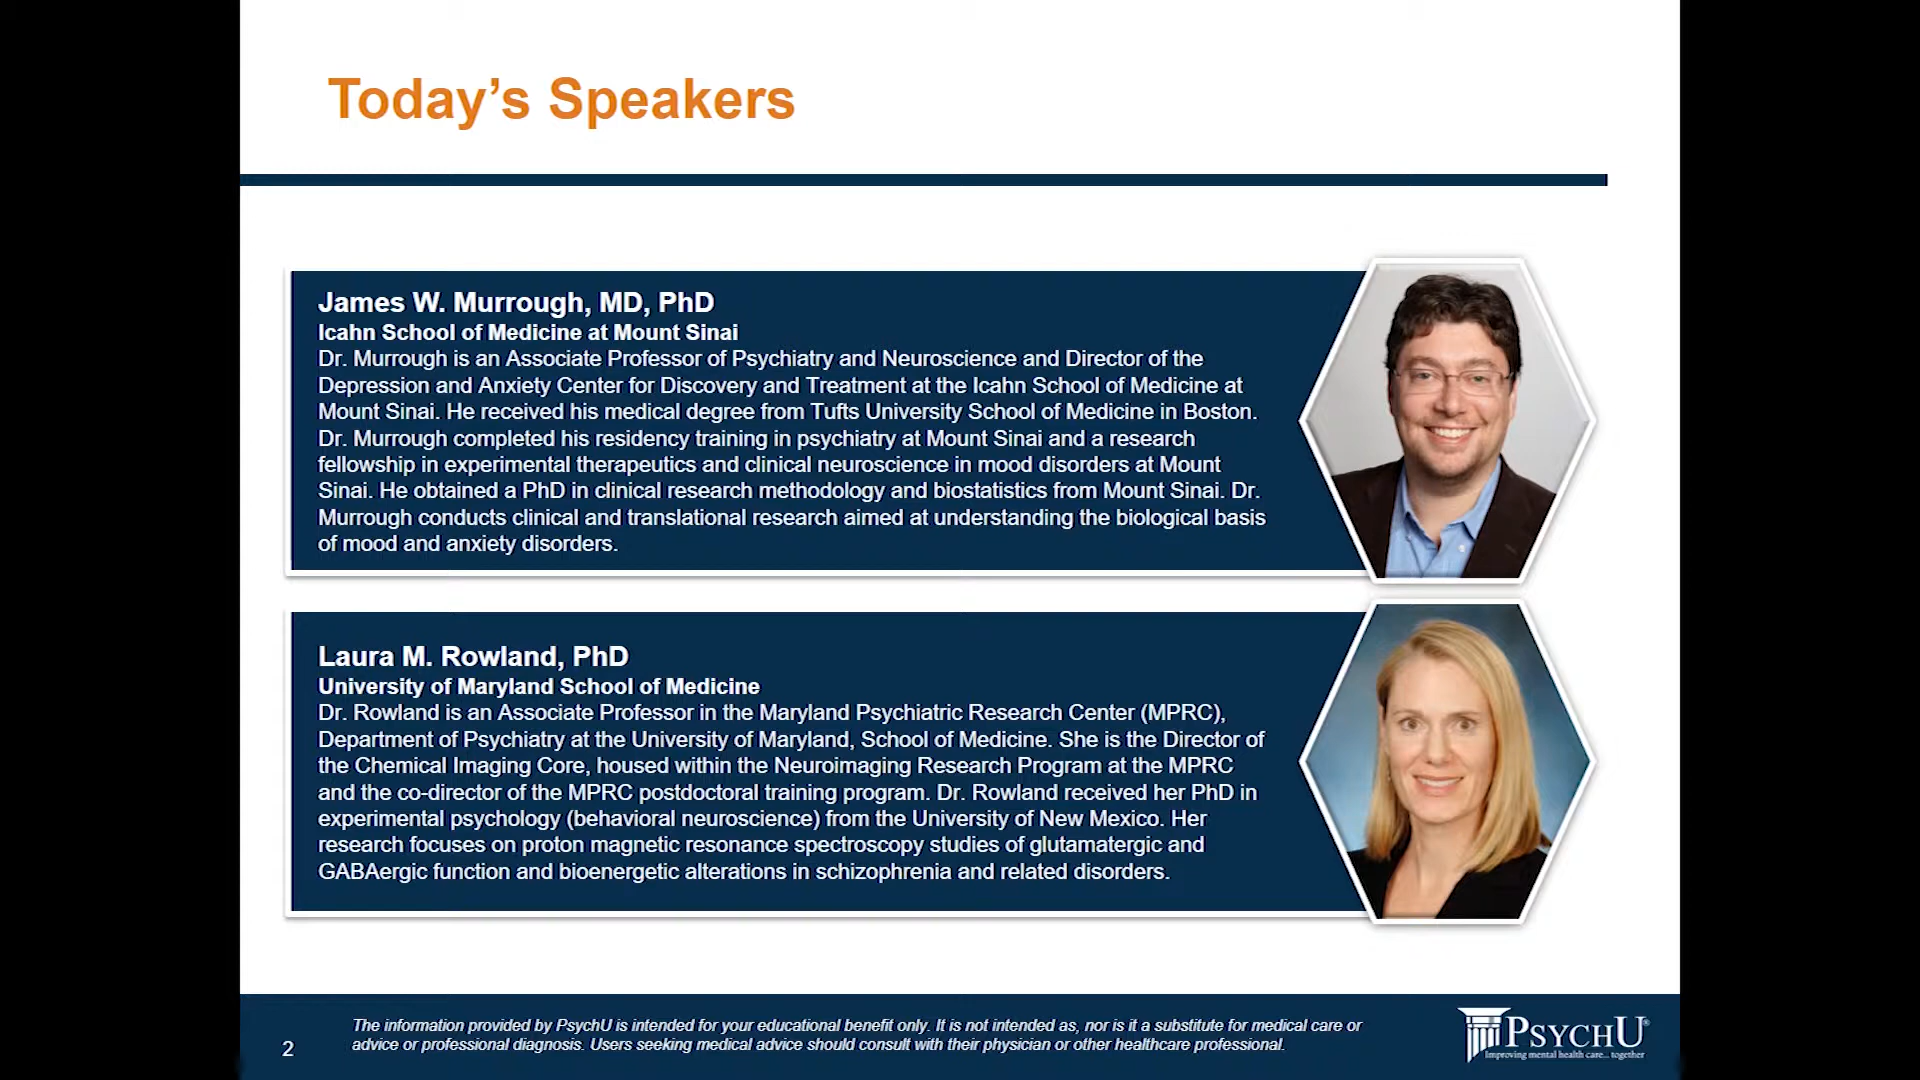 Today’s Speakers
James W. Murrough, MD, PhD
Icahn School of Medicine at Mount Sinai
Dr. Murrough is an Associate Professor of Psychiatry and Neuroscience and Director of the
Depression and Anxiety Center for Discovery and Treatment at the Icahn School of Medicine at
Mount Sinai. He received his medical degree from Tufts University School of Medicine in Boston.
Dr. Murrough completed his residency training in psychiatry at Mount Sinai and a research
fellowship in experimental therapeutics and clinical neuroscience in mood disorders at Mount
Sinai. He obtained a PhD in clinical research methodology and biostatistics from Mount Sinai. Dr.
Murrough conducts clinical and translational research aimed at understanding the biological basis
of mood and anxiety disorders.
Laura M. Rowland, PhD
University of Maryland School of Medicine
Dr. Rowland is an Associate Professor in the Maryland Psychiatric Research Center (MPRC),
Department of Psychiatry at the University of Maryland, School of Medicine. She is the Director of
the Chemical Imaging Core, housed within the Neuroimaging Research Program at the MPRC
and the co-director of the MPRC postdoctoral training program. Dr. Rowland received her PhD in
experimental psychology (behavioral neuroscience) from the University of New Mexico. Her
research focuses on proton magnetic resonance spectroscopy studies of glutamatergic and
GABAergic function and bioenergetic alterations in schizophrenia and related disorders.
The information provided by PsychU is intended for your educational benefit only. It is not intended as, nor is it a substitute for medical care or
advice or professional diagnosis. Users seeking medical advice should consult with their physician or other healthcare professional.
2
PSYCHU®
Improving mental health care... together